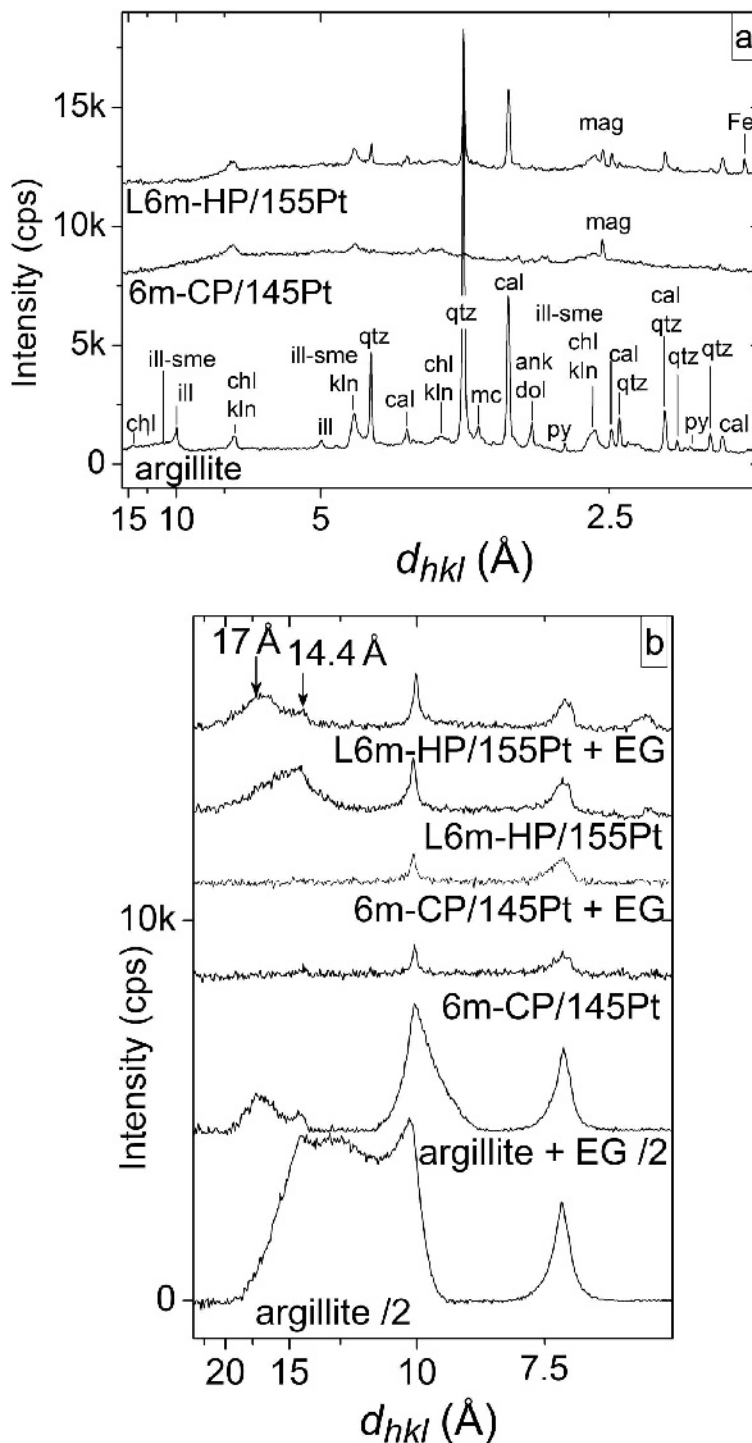 a
15k
10k
5k
0
Intensity (cps)
mag
Fe
L6m-HP/155Pt
mag
6m-CP/145Pt
chl
ill-sme
ill
chl
kln
ill
ill-sme
kln
qtz
cal
chl
kln
qtz
mc
cal
ank
dol
py
ill-sme
chl
kln
cal
qtz
cal
qtz
qtz
py
qtz
cal
argillite
15
10
5
2.5
dhkl (Å)
b
17 Å
14.4 Å
L6m-HP/155Pt + EG
L6m-HP/155Pt
6m-CP/145Pt + EG
10k
6m-CP/145Pt
Intensity (cps)
argillite + EG /2
0
argillite /2
20
15
10
7.5
dhkl (Å)